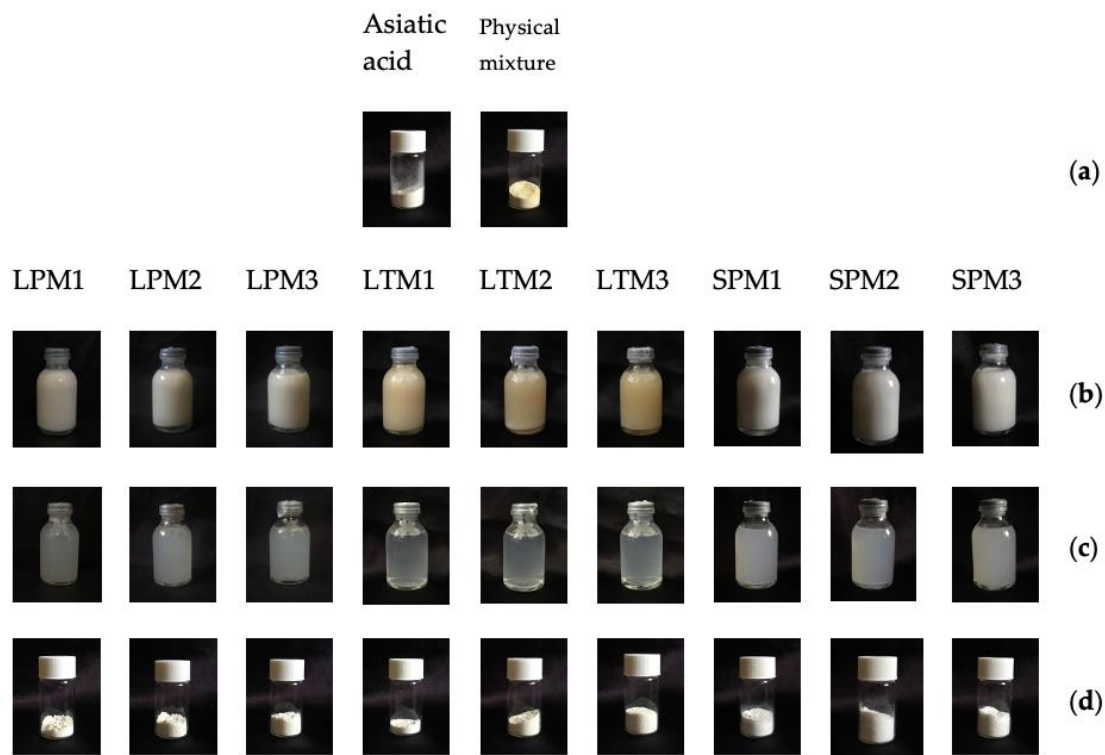 Asiatic acid
Physical mixture
(a)
LPM1 LPM2 LPM3 LTM1 LTM2 LTM3 SPM1 SPM2 SPM3
(b)
(c)
(d)